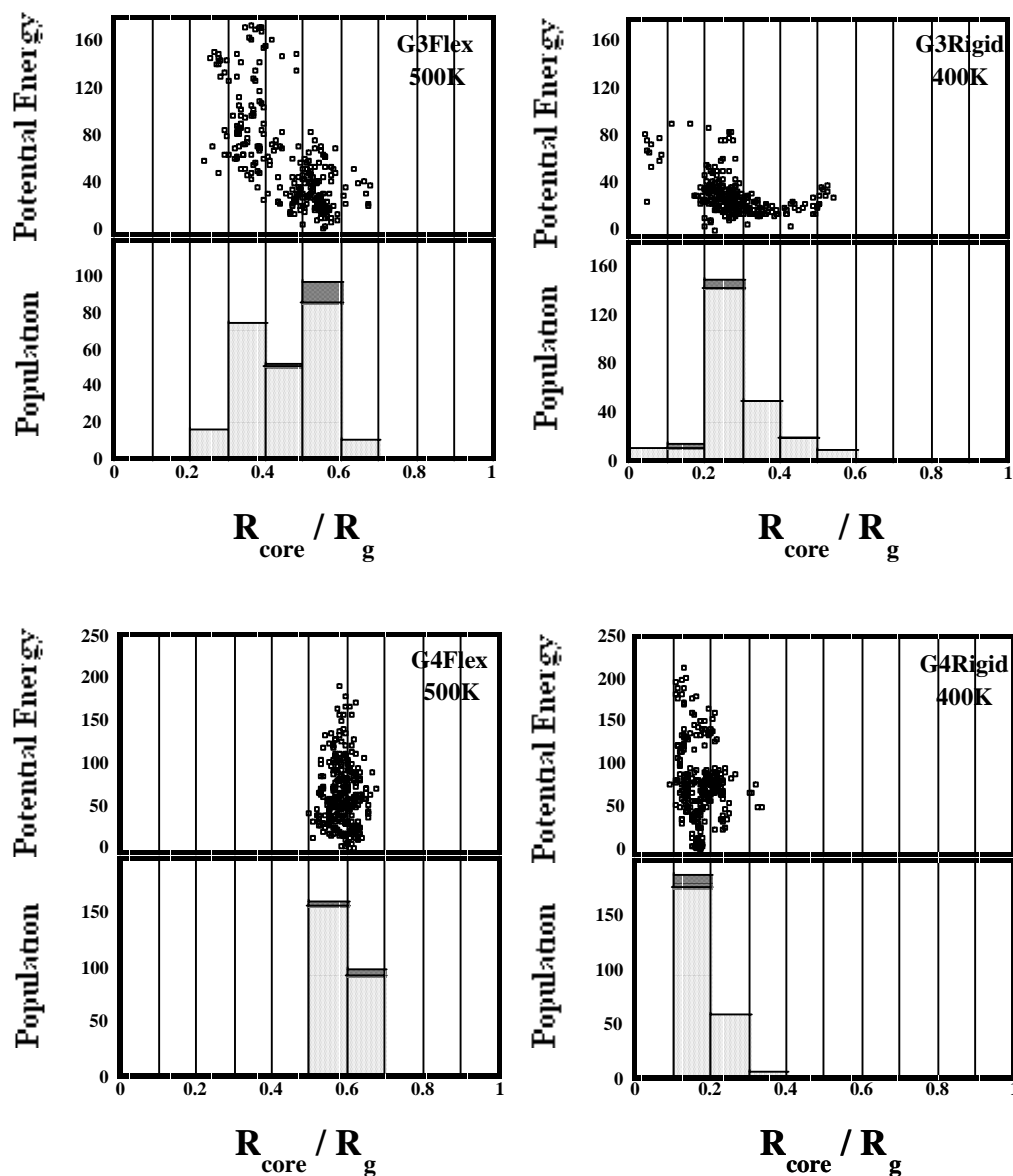 G3Flex
500K
Potential Energy
160
120
80
40
0
Population
100
80
60
40
20
0
0 0.2 0.4 0.6 0.8 1
R core / R g
G3Rigid
400K
Potential Energy
160
120
80
40
0
Population
160
120
80
40
0
0 0.2 0.4 0.6 0.8 1
R core / R g
G4Flex
500K
Potential Energy
250
200
150
100
50
0
Population
150
100
50
0
0 0.2 0.4 0.6 0.8 1
R core / R g
G4Rigid
400K
Potential Energy
250
200
150
100
50
0
Population
150
100
50
0
0 0.2 0.4 0.6 0.8 1
R core / R g